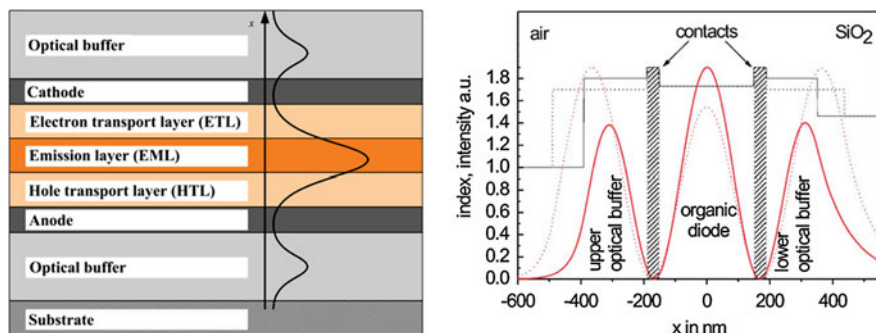 x
Optical buffer
Cathode
Electron transport layer (ETL)
Emission layer (EML)
Hole transport layer (HTL)
Anode
Optical buffer
Substrate
air
contacts
SiO₂
index, intensity a.u.
1.8
1.6
1.4
1.2
1.0
0.8
0.6
0.4
0.2
0.0
upper
optical buffer
organic
diode
lower
optical buffer
-600
-400
-200
0
200
400
x in nm